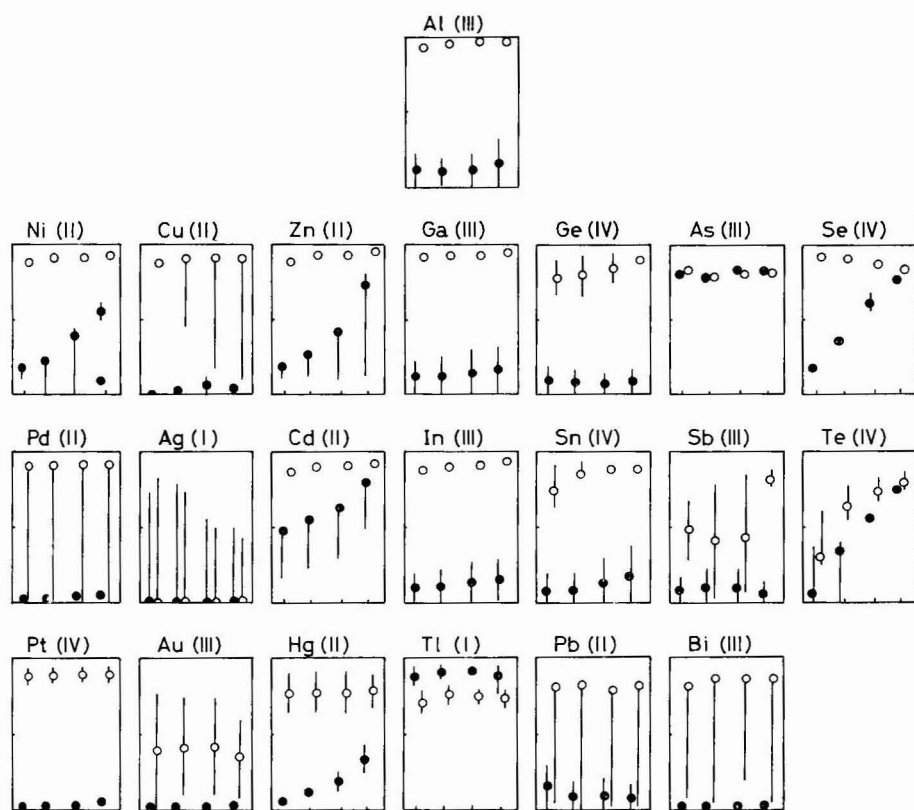 Al (III)
Ni (II) Cu (II) Zn (II) Ga (III) Ge (IV) As (III) Se (IV)
Pd (II) Ag (I) Cd (II) In (III) Sn (IV) Sb (III) Te (IV)
Pt (IV) Au (III) Hg (II) Tl (I) Pb (II) Bi (III)